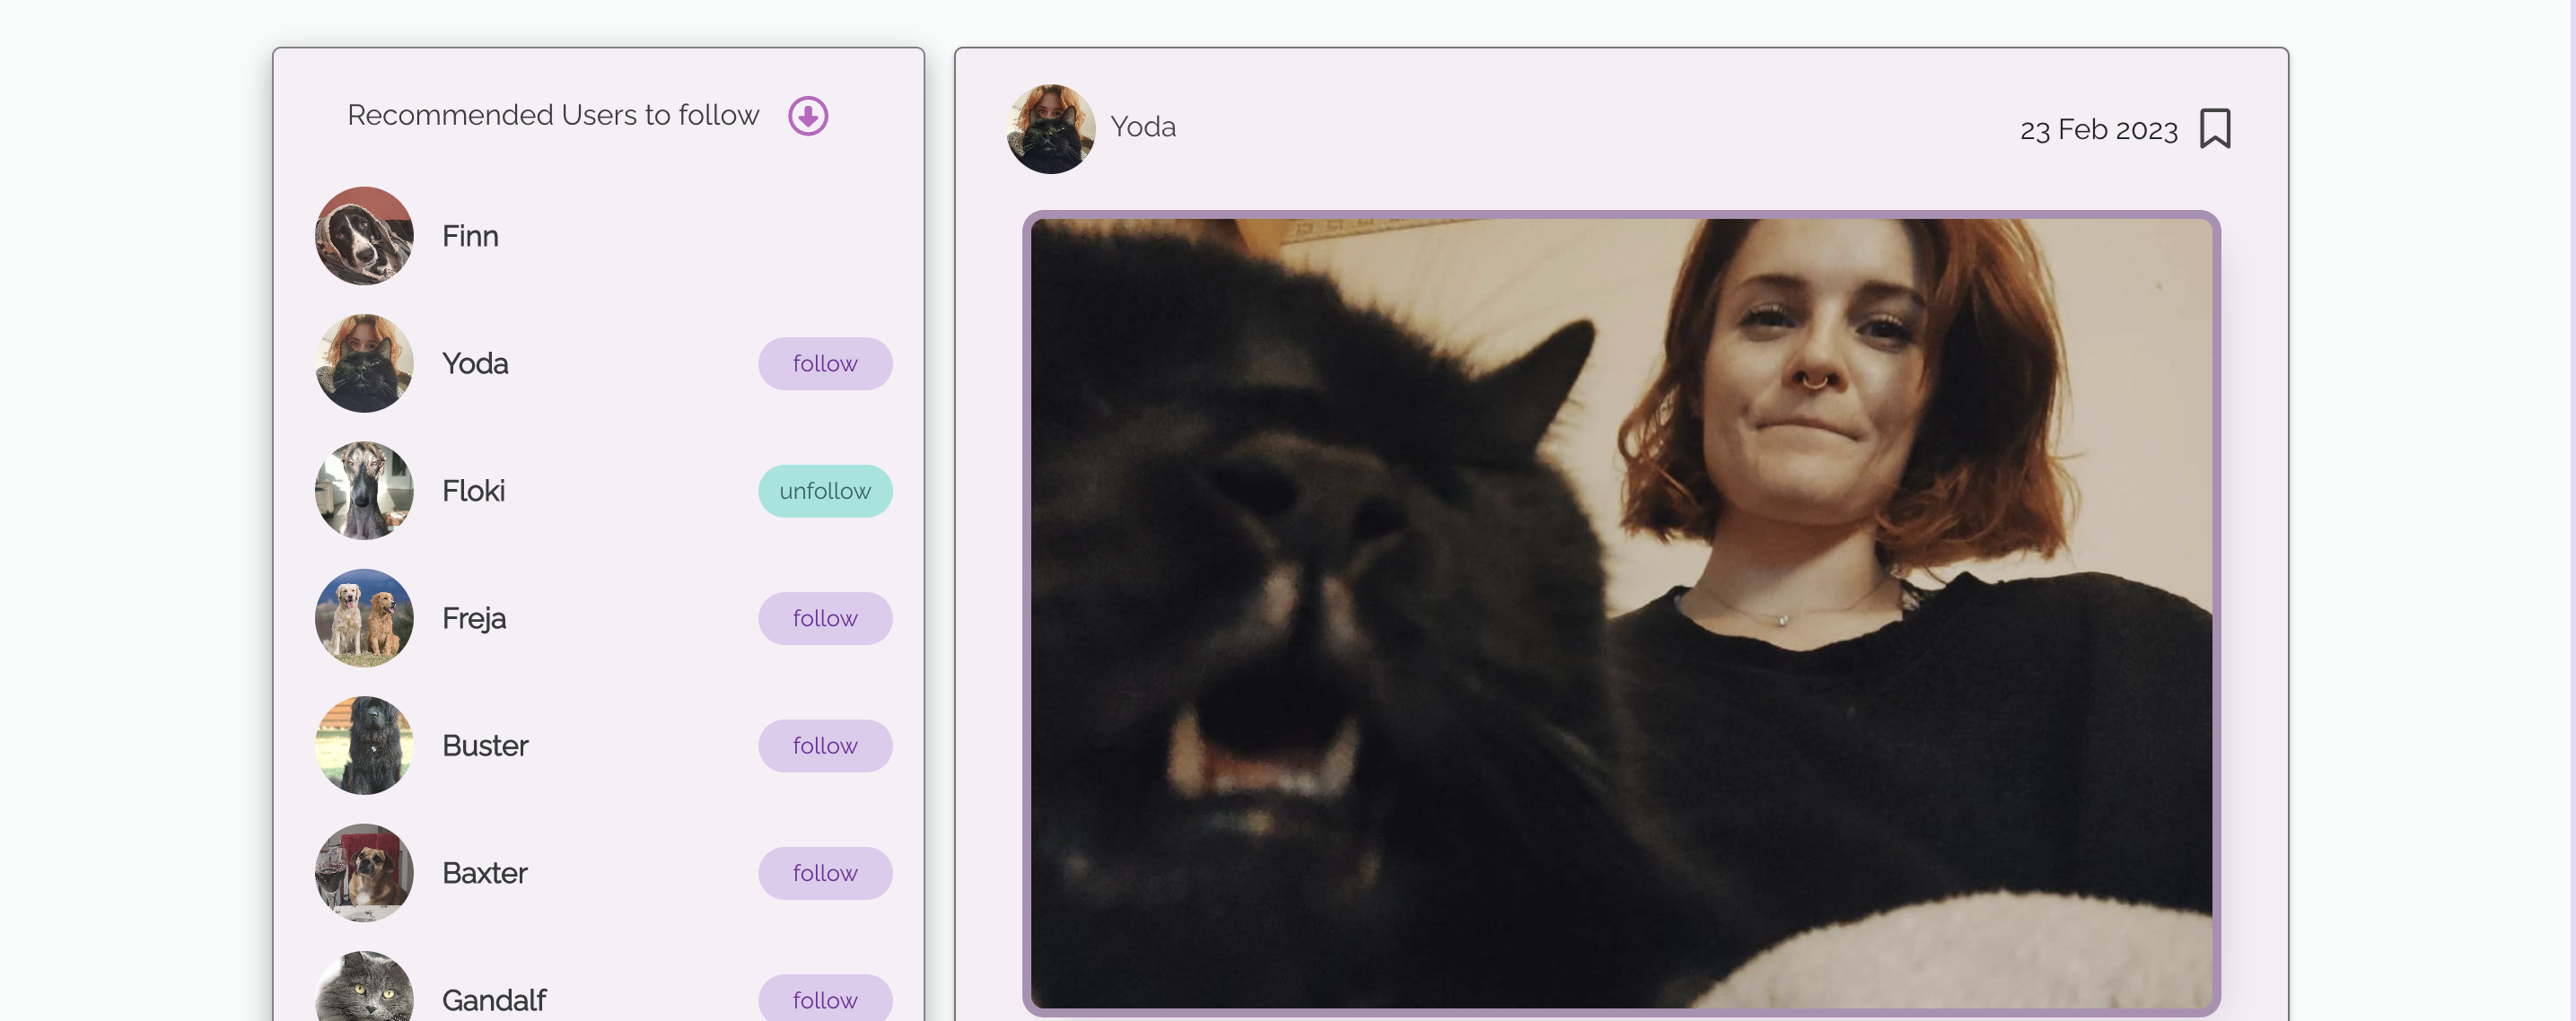 Recommended Users to follow
Finn
Yoda
follow
Floki
unfollow
Freja
follow
Buster
follow
Baxter
follow
Gandalf
follow
Yoda
23 Feb 2023